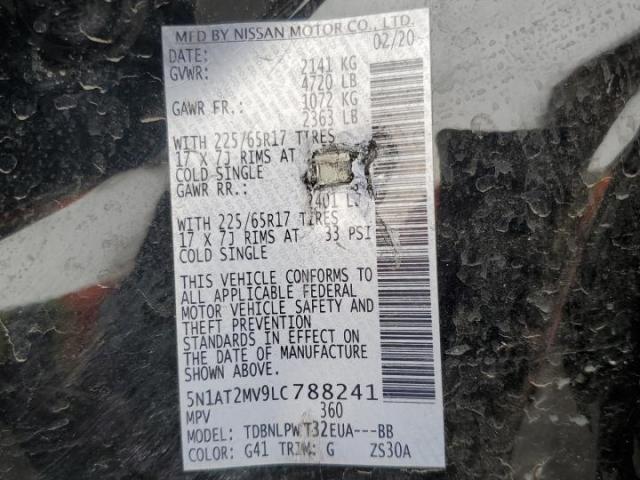 MFD BY NISSAN MOTOR CO., LTD.
DATE: 02/20
GVWR: 2141 KG
4720 LB
GAWR FR.: 1072 KG
2363 LB
WITH 225/65R17 TIRES
17 X 7J RIMS AT
COLD SINGLE
GAWR RR.:
WITH 225/65R17 TIRES
17 X 7J RIMS AT 33 PSI
COLD SINGLE
THIS VEHICLE CONFORMS TO
ALL APPLICABLE FEDERAL
MOTOR VEHICLE SAFETY AND
THEFT PREVENTION
STANDARDS IN EFFECT ON
THE DATE OF MANUFACTURE
SHOWN ABOVE.
5N1AT2MV9LC788241
MPV 360
MODEL: TDBNLPWT32EUA---BB
COLOR: G41 TRIM: G ZS30A